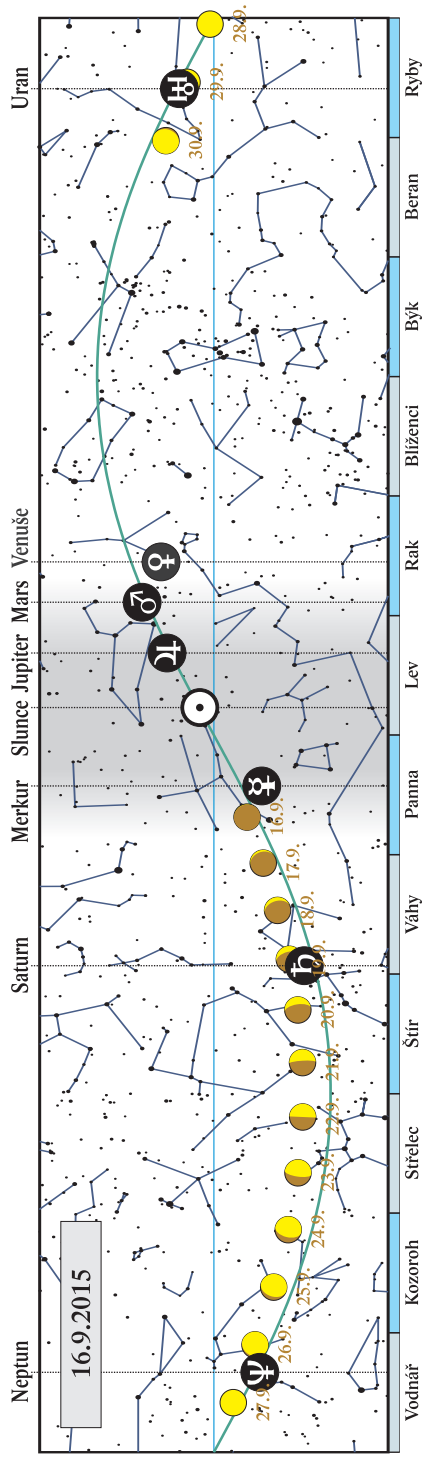 Neptun Saturn Merkur Slunce Jupiter Mars Venuše Uran
16.9.2015
27.9. 26.9. 25.9. 24.9. 23.9 22.9. 21.9. 20.9. 19.9. 18.9. 17.9. 16.9. 30.9. 29.9. 28.9.
Vodnář Kozoroh Střelec Štír Váhy Panna Lev Rak Blíženci Býk Beran Ryby